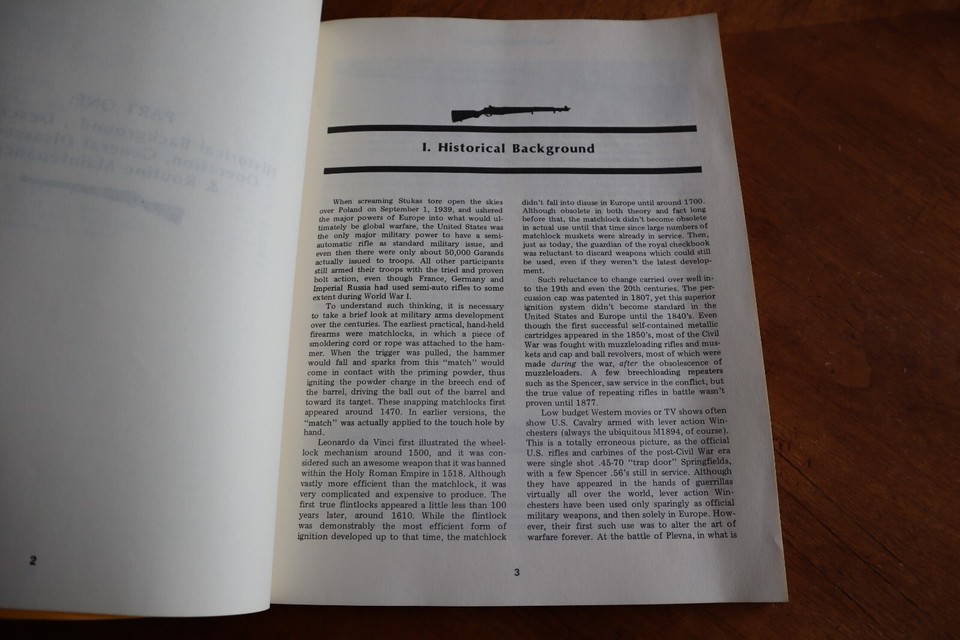 PART ONE:
2
I. Historical Background
When screaming Stukas tore open the skies
over Poland on September 1, 1939, and ushered
the major powers of Europe into what would ul-
timately be global warfare, the United States was
the only major military power to have a semi-
automatic rifle as standard military issue, and
even then there were only about 50,000 Garands
actually issued to troops. All other participants
still armed their troops with the tried and proven
bolt action, even though France, Germany and
Imperial Russia had used semi-auto rifles to some
extent during World War I.
To understand such thinking, it is necessary
to take a brief look at military arms development
over the centuries. The earliest practical, hand-held
firearms were matchlocks, in which a piece of
smoldering cord or rope was attached to the ham-
mer. When the trigger was pulled, the hammer
would fall and sparks from this "match" would
come in contact with the priming powder, thus
igniting the powder charge in the breech end of
the barrel, driving the ball out of the barrel and
toward its target. These snapping matchlocks first
appeared around 1470. In earlier versions, the
"match" was actually applied to the touch hole by
hand.
Leonardo da Vinci first illustrated the wheel-
lock mechanism around 1500, and it was con-
sidered such an awesome weapon that it was banned
within the Holy Roman Empire in 1518. Although
vastly more efficient than the matchlock, it was
very complicated and expensive to produce. The
first true flintlocks appeared a little less than 100
years later, around 1610. While the flintlock
was demonstrably the most efficient form of
ignition developed up to that time, the matchlock
didn't fall into disuse in Europe until around 1700.
Although obsolete in both theory and fact long
before that, the matchlock didn't become obsolete
in actual use until that time since large numbers of
matchlock muskets were already in service. Then,
just as today, the guardian of the royal checkbook
was reluctant to discard weapons which could still
be used, even if they weren't the latest develop-
ment.
Such reluctance to change carried over well in-
to the 19th and even the 20th centuries. The per-
cussion cap was patented in 1807, yet this superior
ignition system didn't become standard in the
United States and Europe until the 1840's. Even
though the first successful self-contained metallic
cartridges appeared in the 1850's, most of the Civil
War was fought with muzzleloading rifles and mus-
kets and cap and ball revolvers, most of which were
made during the war, after the obsolescence of
muzzleloaders. A few breechloading repeaters
such as the Spencer, saw service in the conflict, but
the true value of repeating rifles in battle wasn't
proven until 1877.
Low budget Western movies or TV shows often
show U.S. Cavalry armed with lever action Win-
chesters (always the ubiquitous M1894, of course).
This is a totally erroneous picture, as the official
U.S. rifles and carbines of the post-Civil War era
were single shot .45-70 "trap door" Springfields,
with a few Spencer .56's still in service. Although
they have appeared in the hands of guerrillas
virtually all over the world, lever action Win-
chesters have been used only sparingly as official
military weapons, and then solely in Europe. How-
ever, their first such use was to alter the art of
warfare forever. At the battle of Plevna, in what is
3